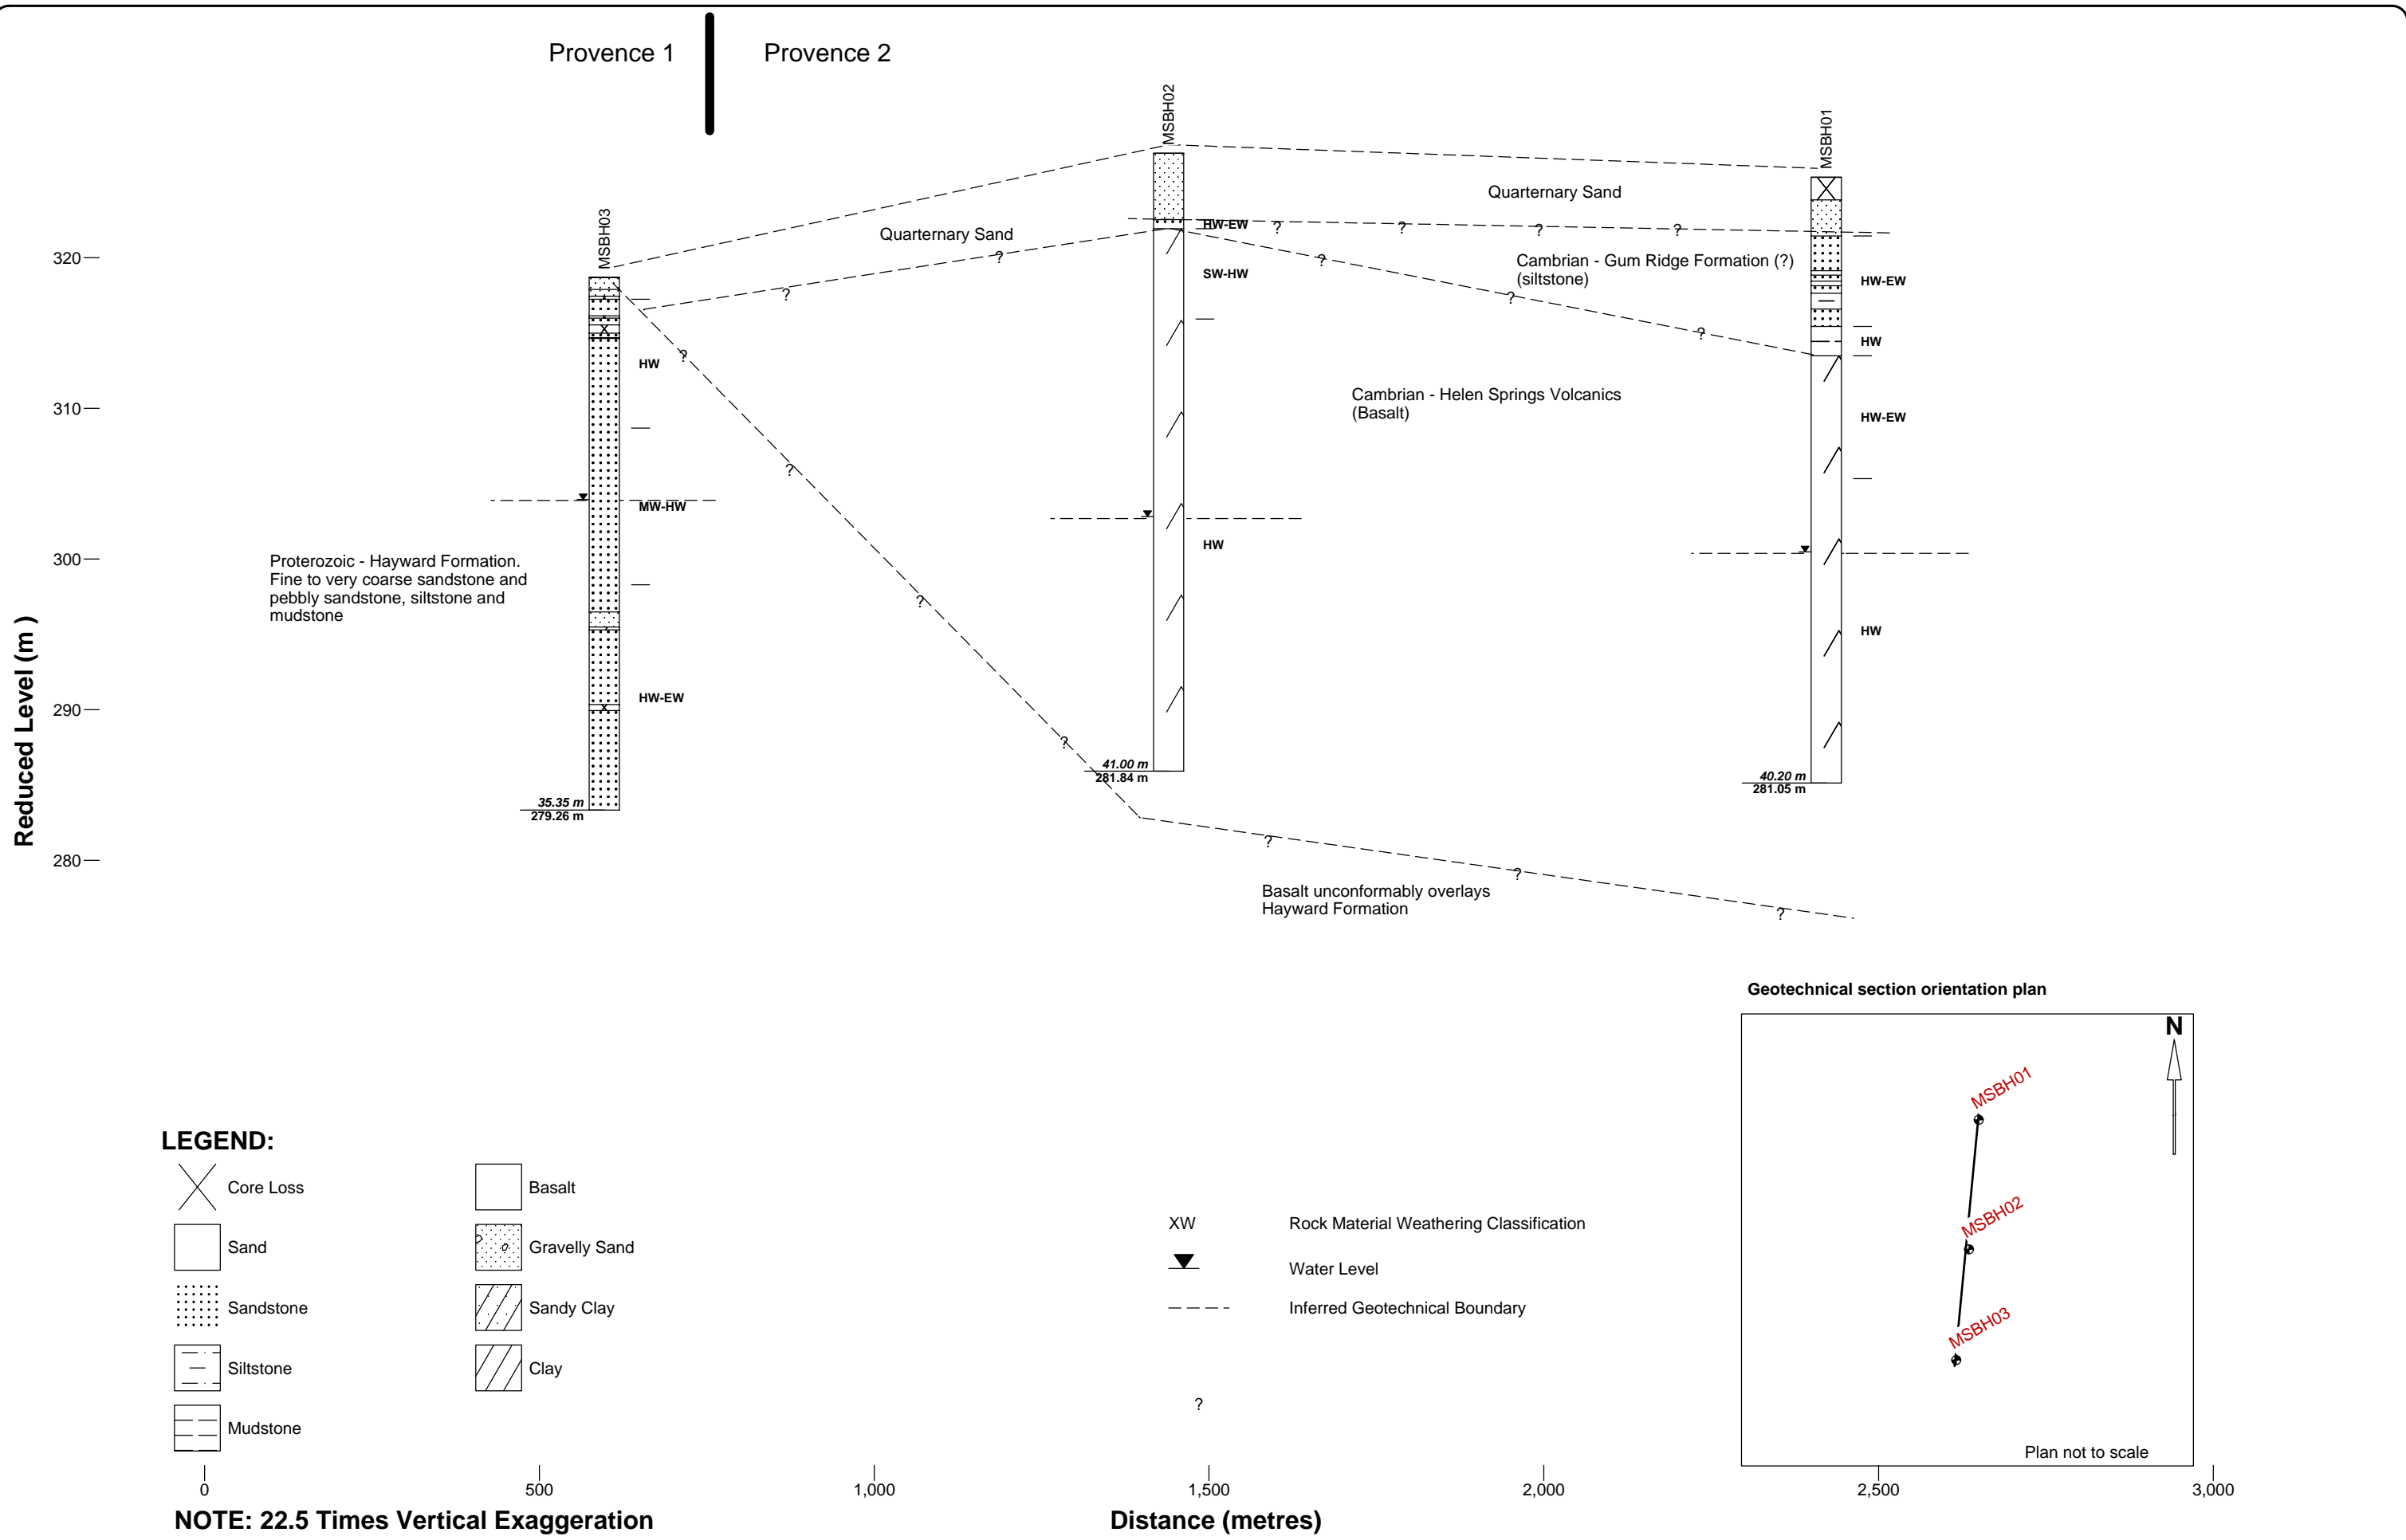 Provence 1
Provence 2
MSBH02
MSBH01
MSBH03
Quarternary Sand
Quarternary Sand
HW-EW
?
?
?
?
320
?
?
SW-HW
Cambrian - Gum Ridge Formation (?)
(siltstone)
HW-EW
?
?
?
HW
?
HW
310
Cambrian - Helen Springs Volcanics
(Basalt)
HW-EW
?
MW-HW
HW
300
Proterozoic - Hayward Formation.
Fine to very coarse sandstone and
pebbly sandstone, siltstone and
mudstone
?
HW
Reduced Level (m )
290
HW-EW
?
41.00 m
281.84 m
40.20 m
281.05 m
35.35 m
279.26 m
280
?
?
?
Basalt unconformably overlays
Hayward Formation
Geotechnical section orientation plan
N
MSBH01
MSBH02
MSBH03
Plan not to scale
LEGEND:
Core Loss
Sand
Sandstone
Siltstone
Mudstone
Basalt
Gravelly Sand
Sandy Clay
Clay
XW Rock Material Weathering Classification
Water Level
Inferred Geotechnical Boundary
?
0 500 1,000 1,500 2,000 2,500 3,000
NOTE: 22.5 Times Vertical Exaggeration
Distance (metres)